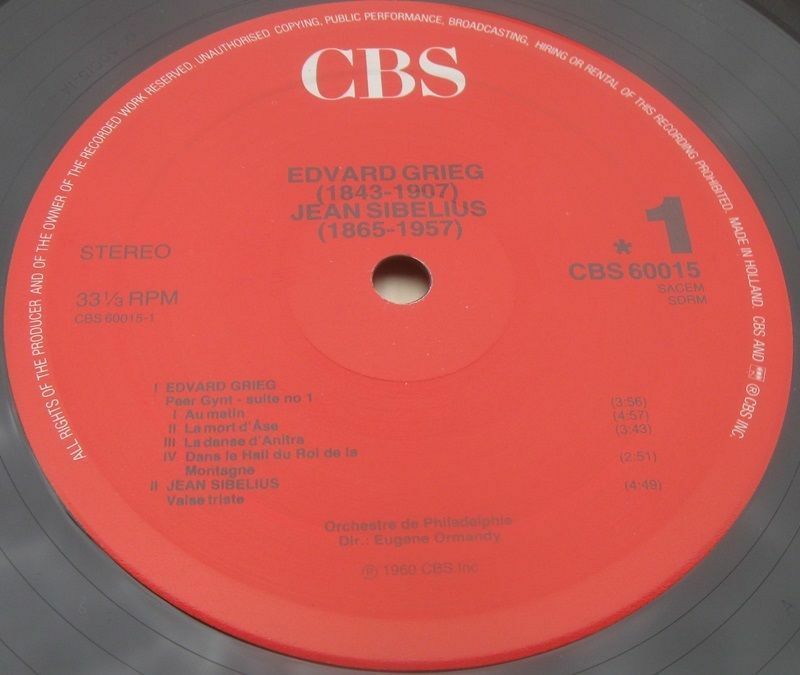 ALL RIGHTS OF THE PRODUCER AND OF THE OWNER OF THE RECORDED WORK RESERVED. UNAUTHORISED COPYING, PUBLIC PERFORMANCE, BROADCASTING, HIRING OR RENTAL OF THIS RECORDING PROHIBITED. MADE IN HOLLAND. CBS AND ® CBS INC
CBS
EDVARD GRIEG
(1843-1907)
JEAN SIBELIUS
(1865-1957)
STEREO
33⅓ RPM
CBS 60015-1
* 1
CBS 60015
SACEM
SDRM
I EDVARD GRIEG
Peer Gynt - suite no 1
I Au matin (3:56)
II La mort d'Åse (4:57)
III La danse d'Anitra (3:43)
IV Dans le Hall du Roi de la
Montagne (2:51)
II JEAN SIBELIUS
Valse triste (4:49)
Orchestre de Philadelphie
Dir.: Eugene Ormandy
℗ 1960 CBS Inc